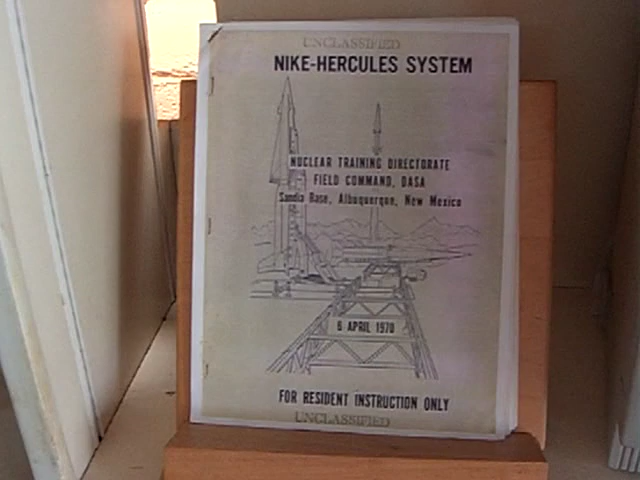 UNCLASSIFIED
NIKE-HERCULES SYSTEM
NUCLEAR TRAINING DIRECTORATE
FIELD COMMAND, DASA
Sandia Base, Albuquerque, New Mexico
6 APRIL 1970
FOR RESIDENT INSTRUCTION ONLY
UNCLASSIFIED